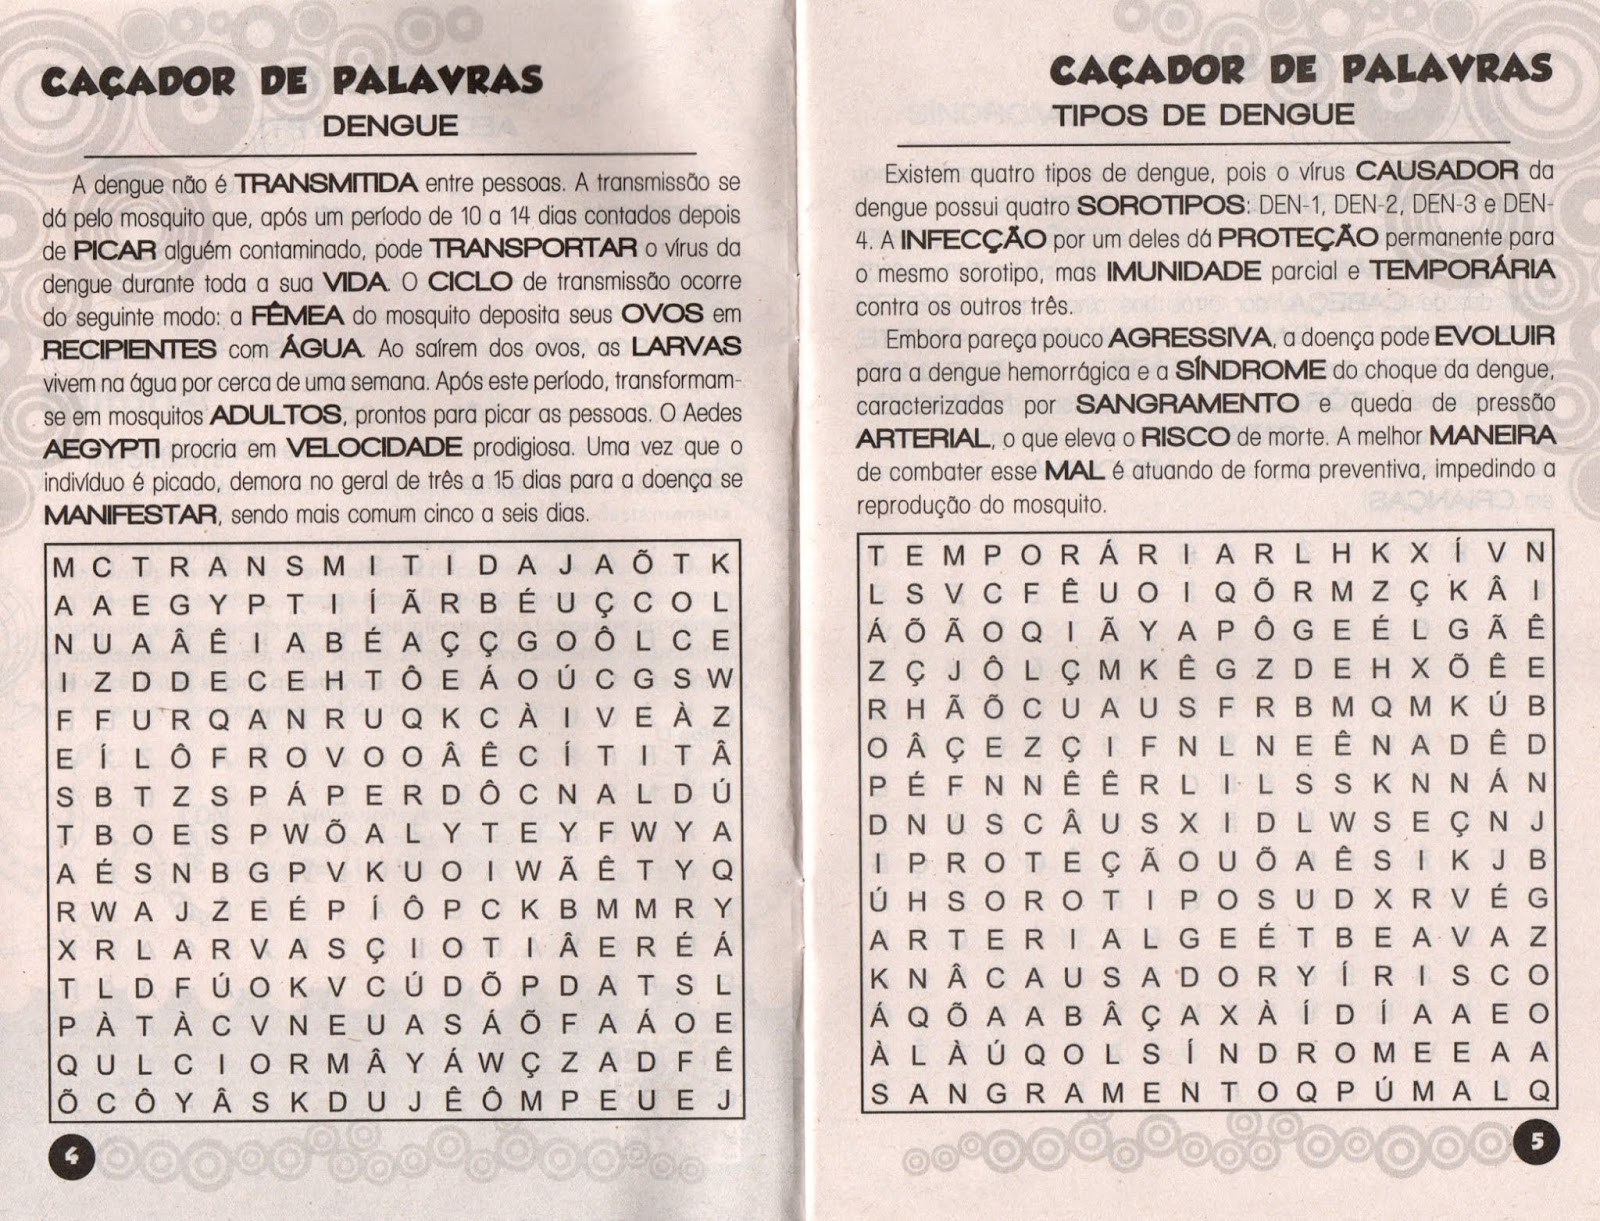 CAÇADOR DE PALAVRAS
DENGUE
A dengue não é TRANSMITIDA entre pessoas. A transmissão se
dá pelo mosquito que, após um período de 10 a 14 dias contados depois
de PICAR alguém contaminado, pode TRANSPORTAR o vírus da
dengue durante toda a sua VIDA. O CICLO de transmissão ocorre
do seguinte modo: a FÊMEA do mosquito deposita seus OVOS em
RECIPIENTES com ÁGUA. Ao saírem dos ovos, as LARVAS
vivem na água por cerca de uma semana. Após este período, transformam-
se em mosquitos ADULTOS, prontos para picar as pessoas. O Aedes
AEGYPTI procria em VELOCIDADE prodigiosa. Uma vez que o
indivíduo é picado, demora no geral de três a 15 dias para a doença se
MANIFESTAR, sendo mais comum cinco a seis dias.
M C T R A N S M I T I D A J A Õ T K
A A E G Y P T I Í Ã R B É U Ç C O L
N U A Â Ê I A B É A Ç Ç G O Ô L C E
I Z D D E C E H T Ô E Á O Ú C G S W
F F U R Q A N R U Q K C À I V E À Z
E Í L Ô F R O V O O Â Ê C Í T I T Â
S B T Z S P Á P E R D Ô C N A L D Ú
T B O E S P W Õ A L Y T E Y F W Y A
A É S N B G P V K U O I W Ã Ê T Y Q
R W A J Z E É P Í Ô P C K B M M R Y
X R L A R V A S Ç I O T I Â E R É Á
T L D F Ú O K V C Ú D Õ P D A T S L
P À T À C V N E U A S Á Õ F A Á O E
Q U L C I O R M Â Y Á W Ç Z A D F Ê
Õ C Ô Y Â S K D U J Ê Ô M P E U E J
4
CAÇADOR DE PALAVRAS
TIPOS DE DENGUE
Existem quatro tipos de dengue, pois o vírus CAUSADOR da
dengue possui quatro SOROTIPOS: DEN-1, DEN-2, DEN-3 e DEN-
4. A INFECÇÃO por um deles dá PROTEÇÃO permanente para
o mesmo sorotipo, mas IMUNIDADE parcial e TEMPORÁRIA
contra os outros três.
Embora pareça pouco AGRESSIVA, a doença pode EVOLUIR
para a dengue hemorrágica e a SÍNDROME do choque da dengue,
caracterizadas por SANGRAMENTO e queda de pressão
ARTERIAL, o que eleva o RISCO de morte. A melhor MANEIRA
de combater esse MAL é atuando de forma preventiva, impedindo a
reprodução do mosquito.
T E M P O R Á R I A R L H K X Í V N
L S V C F Ê U O I Q Õ R M Z Ç K Â I
Á Õ Ã O Q I Ã Y A P Ô G E É L G Ã Ê
Z Ç J Ô L Ç M K Ê G Z D E H X Õ Ê E
R H Ã Õ C U A U S F R B M Q M K Ú B
O Â Ç E Z Ç I F N L N E Ê N A D Ê D
P É F N N Ê Ê R L I L S S K N N Á N
D N U S C Â U S X I D L W S E Ç N J
I P R O T E Ç Ã O U Õ A Ê S I K J B
Ú H S O R O T I P O S U D X R V É G
A R T E R I A L G E É T B E A V A Z
K N Â C A U S A D O R Y Í R I S C O
Á Q Õ A A B Â Ç A X À Í D Í A A E O
À L À Ú Q O L S Í N D R O M E E A A
S A N G R A M E N T O Q P Ú M A L Q
5